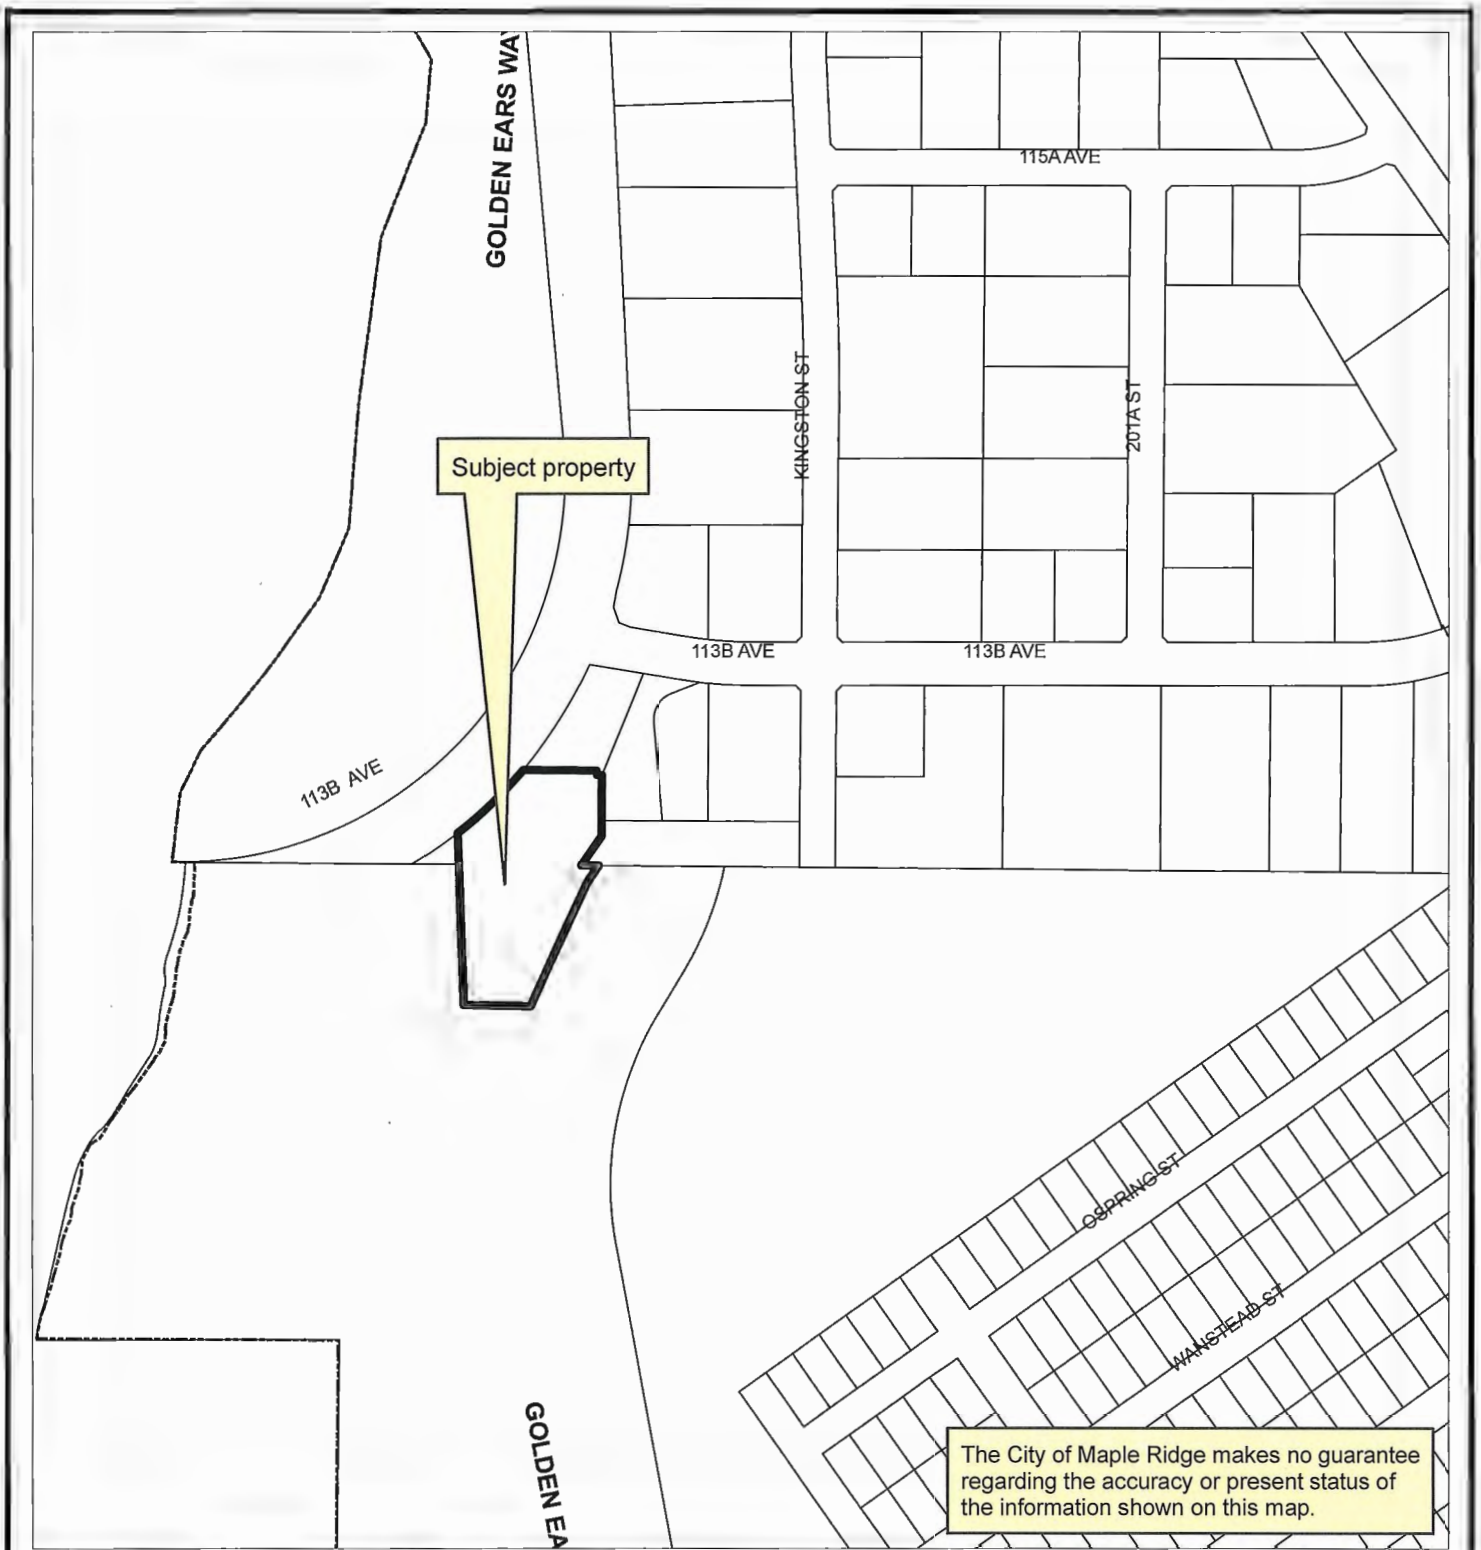 GOLDEN EARS WAY
115A AVE
KINGSTON ST
201A ST
Subject property
113B AVE
113B AVE
113B AVE
OSPRING ST
WANSTEAD ST
GOLDEN EA
The City of Maple Ridge makes no guarantee
regarding the accuracy or present status of
the information shown on this map.